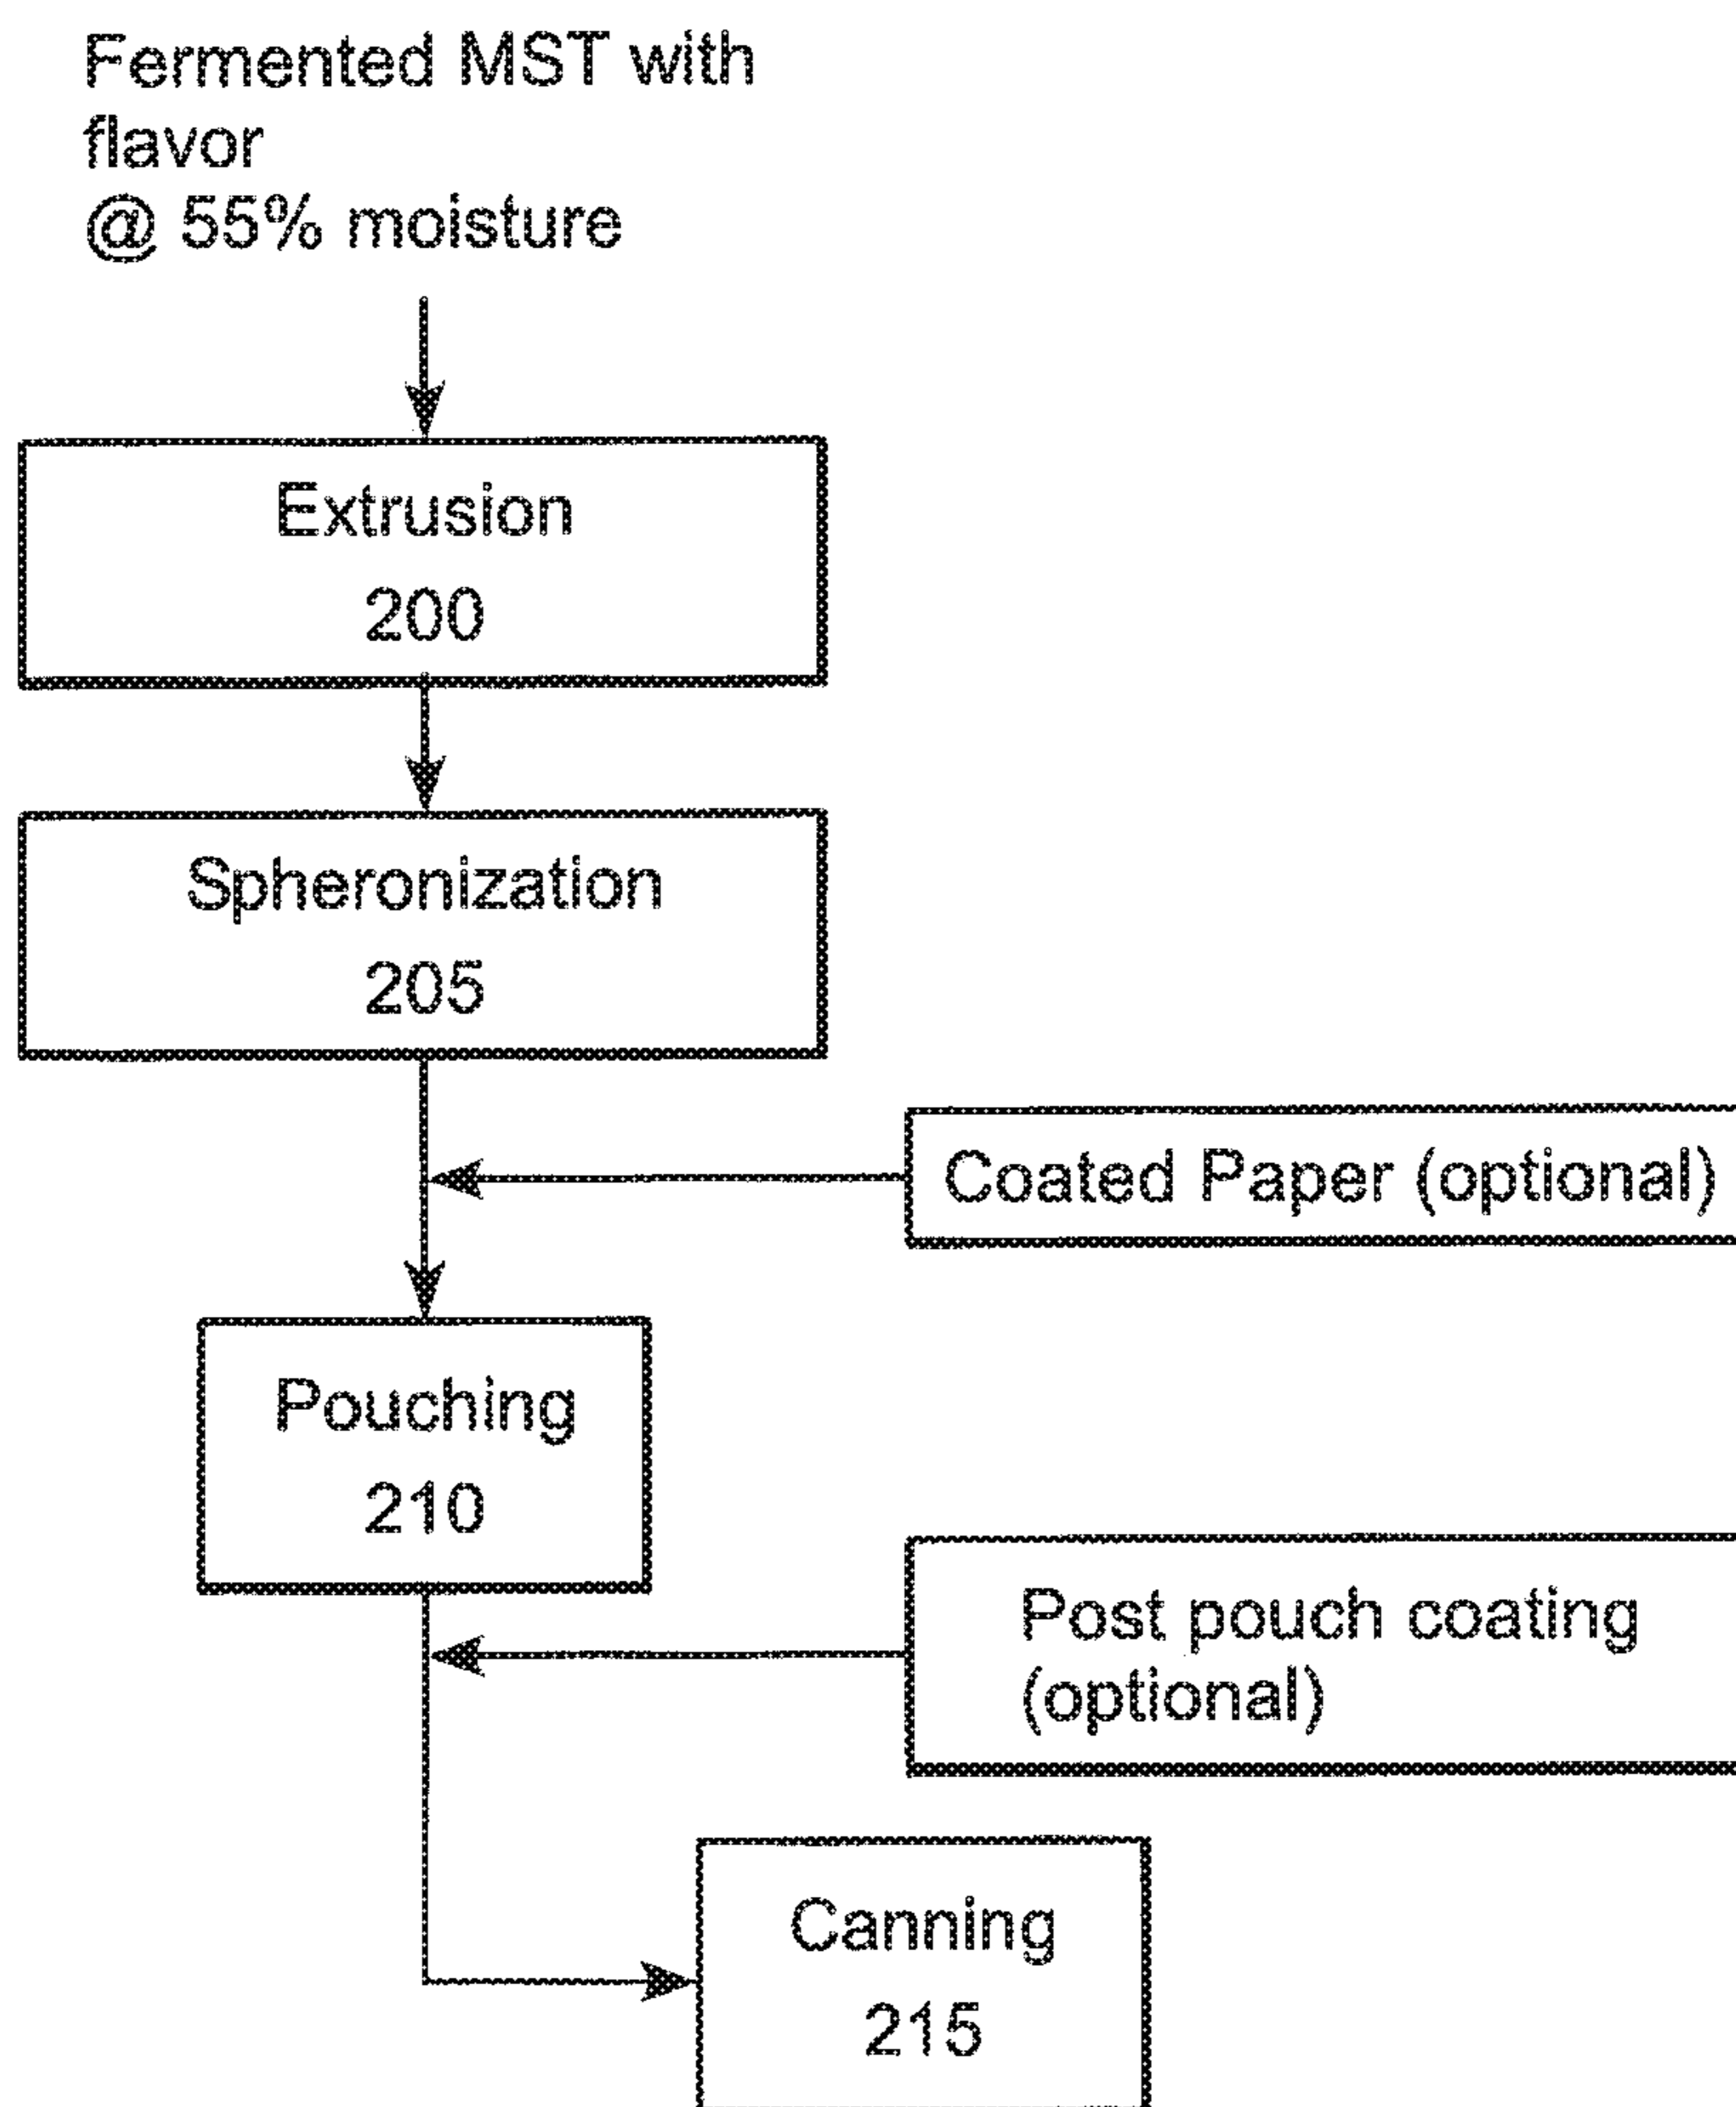 Fermented MST with
flavor
@ 55% moisture
Extrusion
200
Spheronization
205
Coated Paper (optional)
Pouching
210
Post pouch coating
(optional)
Canning
215